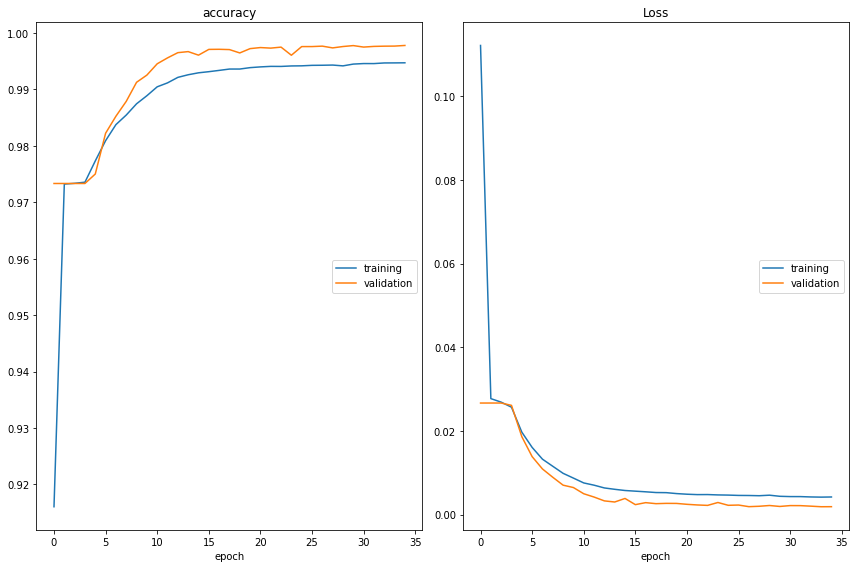 accuracy
1.00
0.99
0.98
0.97
0.96
0.95
0.94
0.93
0.92
training
validation
0 5 10 15 20 25 30 35
epoch
Loss
0.10
0.08
0.06
0.04
0.02
0.00
training
validation
0 5 10 15 20 25 30 35
epoch